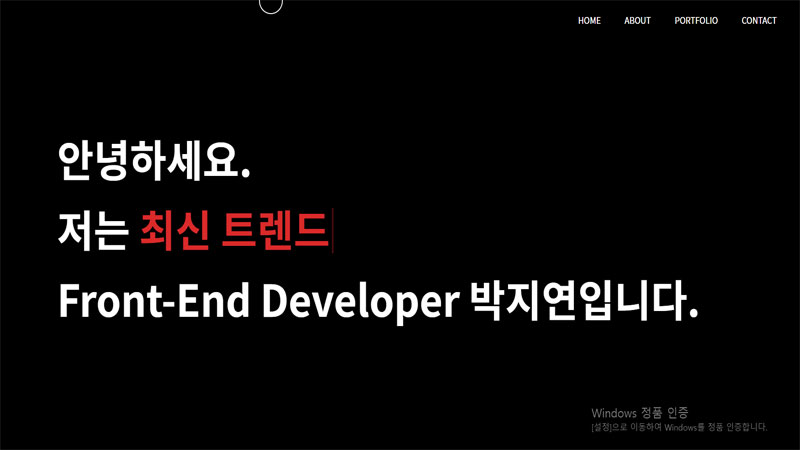 HOME ABOUT PORTFOLIO CONTACT
안녕하세요.
저는 최신 트렌드
Front-End Developer 박지연입니다.
Windows 정품 인증
[설정]으로 이동하여 Windows를 정품 인증합니다.